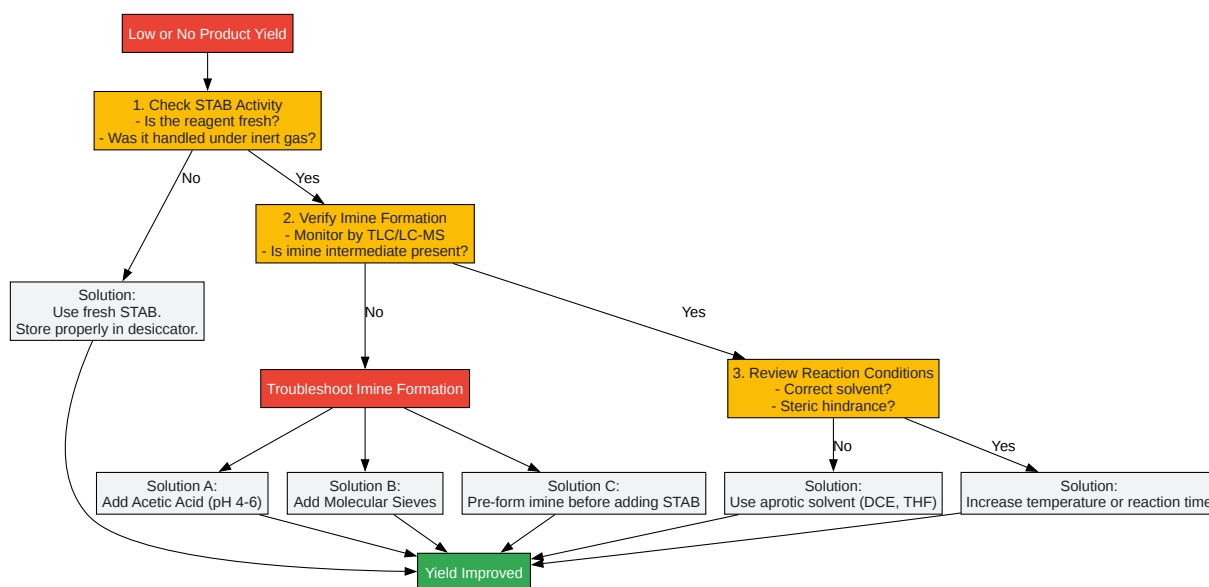 Low or No Product Yield
1. Check STAB Activity
- Is the reagent fresh?
- Was it handled under inert gas?
No
Yes
2. Verify Imine Formation
- Monitor by TLC/LC-MS
- Is imine intermediate present?
Solution:
Use fresh STAB.
Store properly in desiccator.
No
Yes
Troubleshoot Imine Formation
3. Review Reaction Conditions
- Correct solvent?
- Steric hindrance?
No
Yes
Solution A:
Add Acetic Acid (pH 4-6)
Solution B:
Add Molecular Sieves
Solution C:
Pre-form imine before adding STAB
Solution:
Use aprotic solvent (DCE, THF)
Solution:
Increase temperature or reaction time
Yield Improved